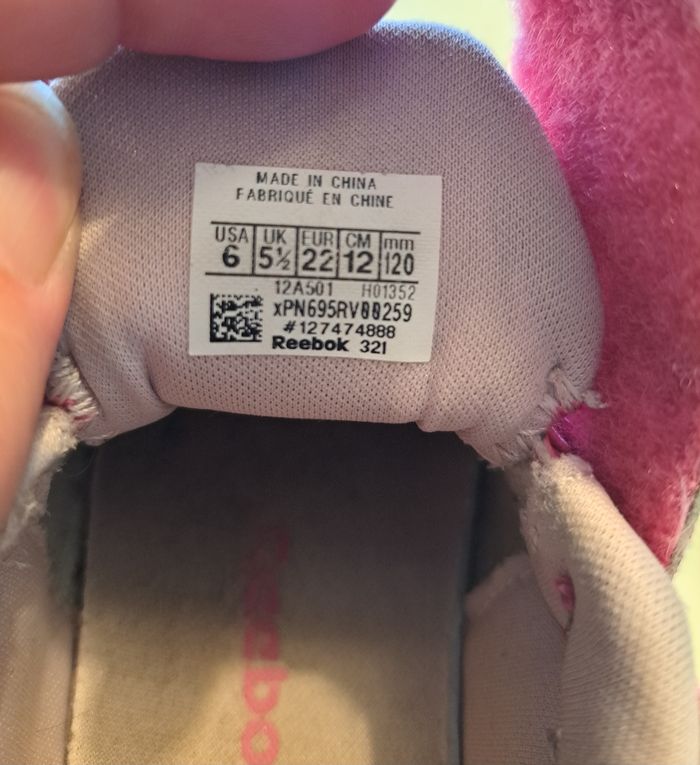 MADE IN CHINA
FABRIQUÉ EN CHINE
USA UK EUR CM mm
6 5½ 22 12 120
12A501 H01352
xPN695RV00259
#127474888
Reebok 321
Reebo